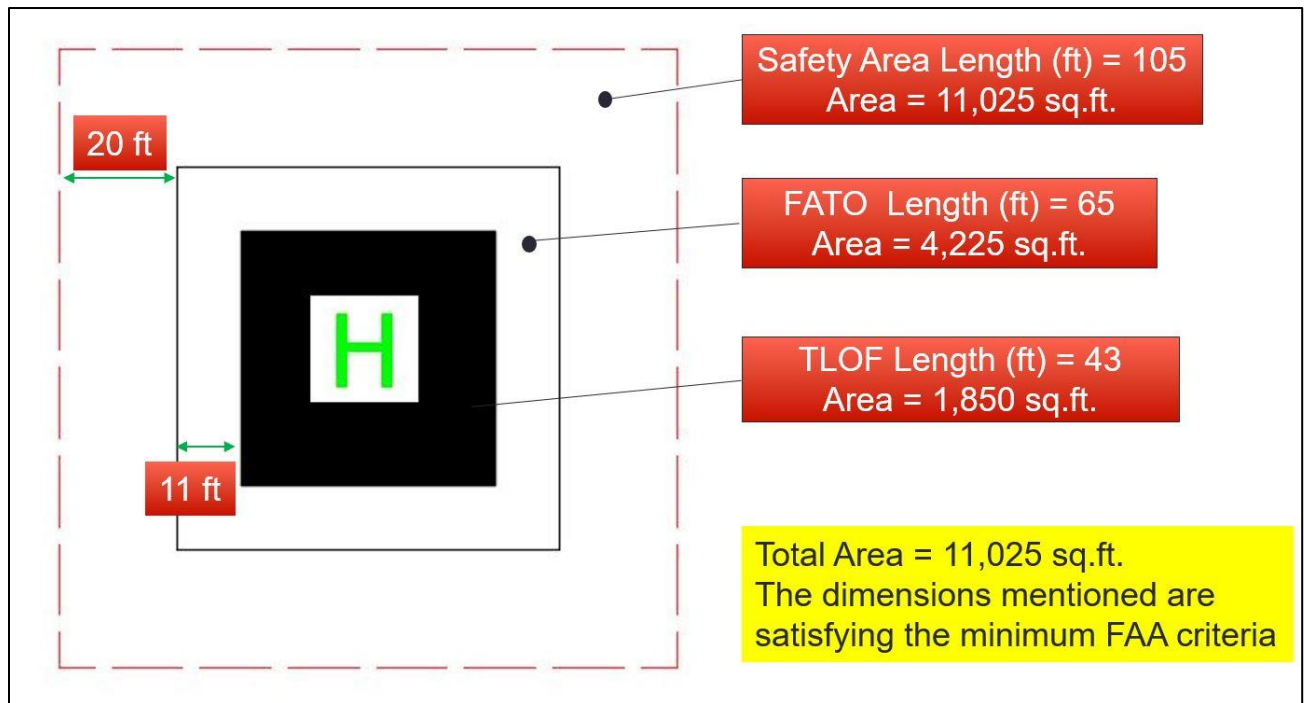 Safety Area Length (ft) = 105
Area = 11,025 sq.ft.
20 ft
FATO  Length (ft) = 65
Area = 4,225 sq.ft.
H
TLOF Length (ft) = 43
Area = 1,850 sq.ft.
11 ft
Total Area = 11,025 sq.ft.
The dimensions mentioned are
satisfying the minimum FAA criteria